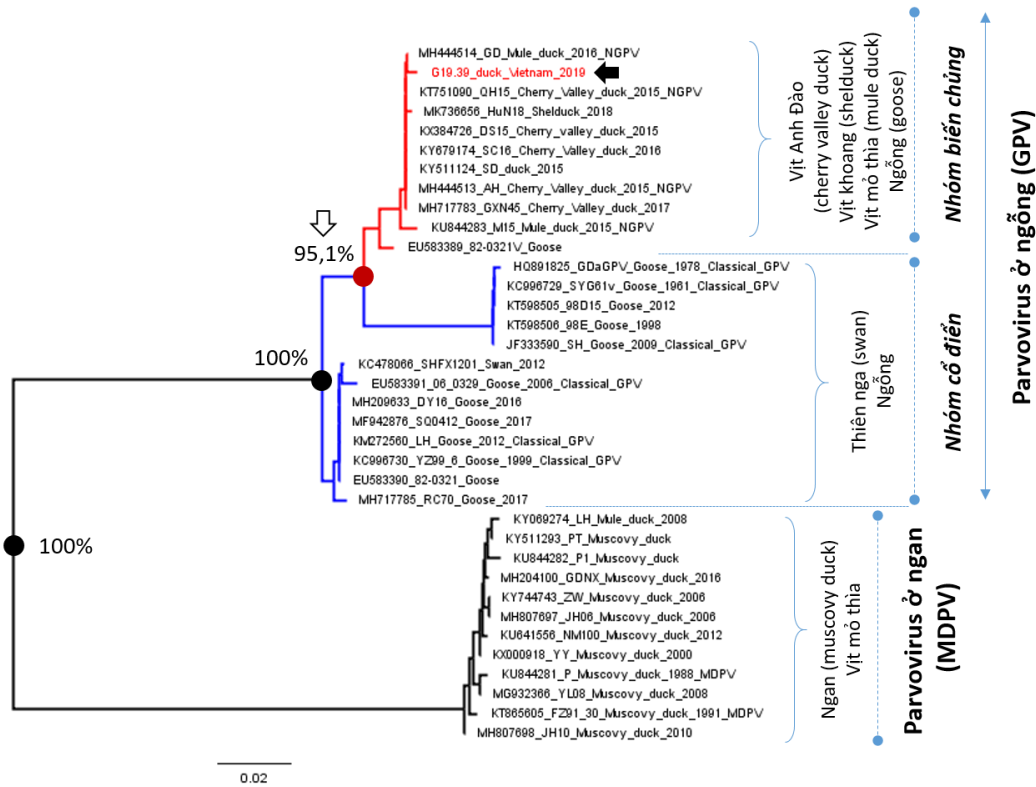 MH444514_GD_Mule_duck_2016_NGPV
G19.39_duck_Vietnam_2019
KT751090_QH15_Cherry_Valley_duck_2015_NGPV
MK736656_HuN18_Shelduck_2018
KX384726_DS15_Cherry_valley_duck_2015
KY679174_SC16_Cherry_Valley_duck_2016
KY511124_SD_duck_2015
MH444513_AH_Cherry_Valley_duck_2015_NGPV
MH717783_GXN45_Cherry_Valley_duck_2017
KU844283_M15_Mule_duck_2015_NGPV
EU583389_82-0321V_Goose
95,1%
HQ891825_GDaGPV_Goose_1978_Classical_GPV
KC996729_SYG61v_Goose_1961_Classical_GPV
KT598505_98D15_Goose_2012
KT598506_98E_Goose_1998
JF333590_SH_Goose_2009_Classical_GPV
100%
KC478066_SHFX1201_Swan_2012
EU583391_06_0329_Goose_2006_Classical_GPV
MH209633_DY16_Goose_2016
MF942876_SQ0412_Goose_2017
KM272560_LH_Goose_2012_Classical_GPV
KC996730_YZ99_6_Goose_1999_Classical_GPV
EU583390_82-0321_Goose
MH717785_RC70_Goose_2017
100%
KY069274_LH_Mule_duck_2008
KY511293_PT_Muscovy_duck
KU844282_P1_Muscovy_duck
MH204100_GDNX_Muscovy_duck_2016
KY744743_ZW_Muscovy_duck_2006
MH807697_JH06_Muscovy_duck_2006
KU641556_NM100_Muscovy_duck_2012
KX000918_YY_Muscovy_duck_2000
KU844281_P_Muscovy_duck_1988_MDPV
MG932366_YL08_Muscovy_duck_2008
KT865605_FZ91_30_Muscovy_duck_1991_MDPV
MH807698_JH10_Muscovy_duck_2010
0.02
Vịt Anh Đào
(cherry valley duck)
Vịt khoang (shelduck)
Vịt mỏ thìa (mule duck)
Ngỗng (goose)
Nhóm biến chủng
Thiên nga (swan)
Ngỗng
Nhóm cổ điển
Parvovirus ở ngỗng (GPV)
Ngan (muscovy duck)
Vịt mỏ thìa
Parvovirus ở ngan
(MDPV)